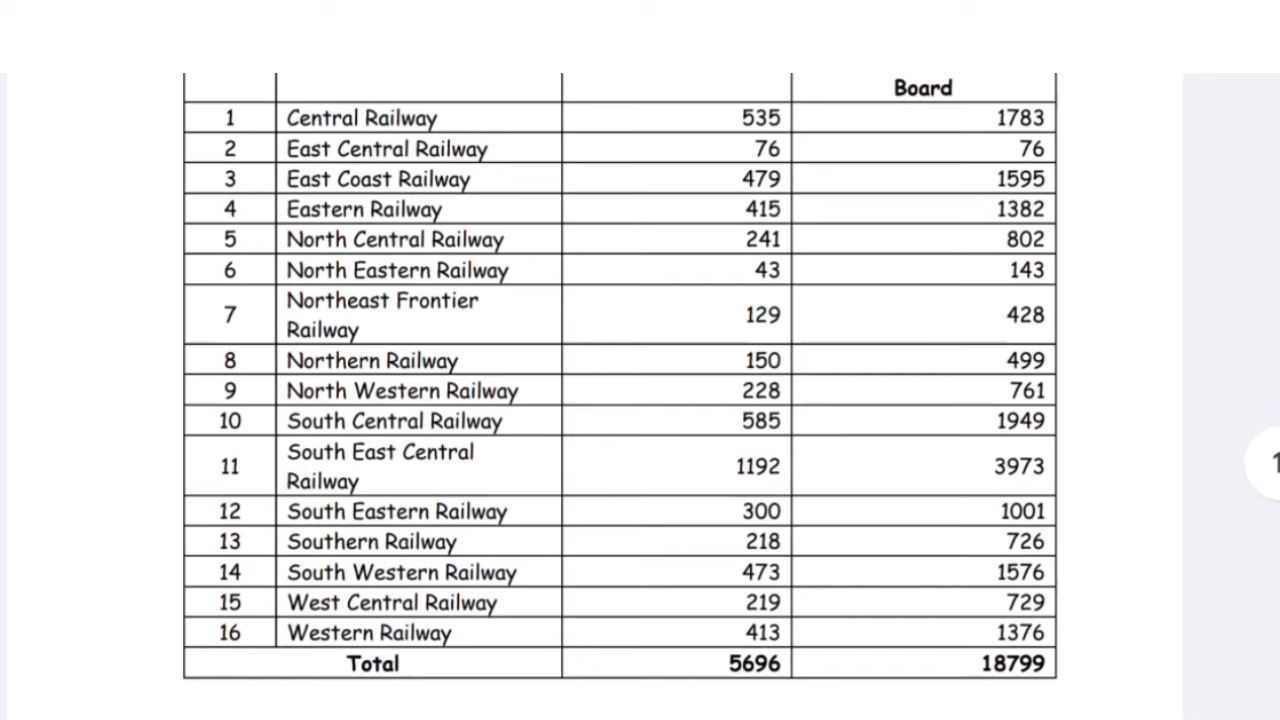 Board
1 Central Railway 535 1783
2 East Central Railway 76 76
3 East Coast Railway 479 1595
4 Eastern Railway 415 1382
5 North Central Railway 241 802
6 North Eastern Railway 43 143
7 Northeast Frontier Railway 129 428
8 Northern Railway 150 499
9 North Western Railway 228 761
10 South Central Railway 585 1949
11 South East Central Railway 1192 3973
12 South Eastern Railway 300 1001
13 Southern Railway 218 726
14 South Western Railway 473 1576
15 West Central Railway 219 729
16 Western Railway 413 1376
Total 5696 18799